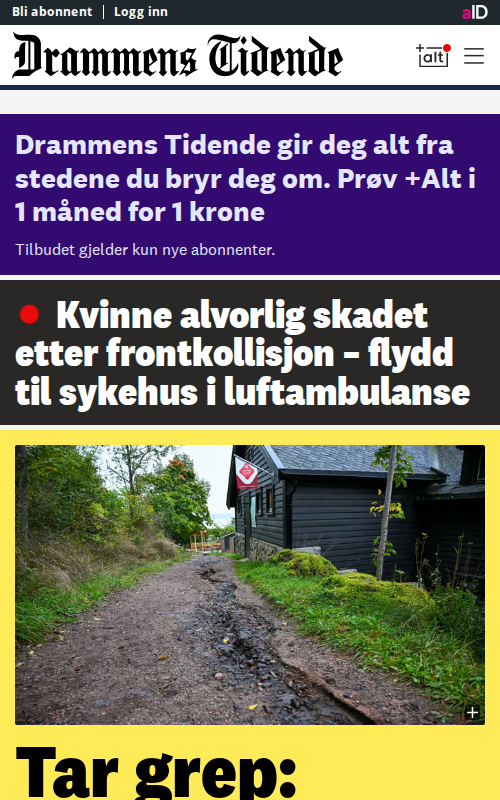 Bli abonnent | Logg inn
aID
Drammens Tidende
+alt
Drammens Tidende gir deg alt fra
stedene du bryr deg om. Prøv +Alt i
1 måned for 1 krone
Tilbudet gjelder kun nye abonnenter.
Kvinne alvorlig skadet
etter frontkollisjon – flydd
til sykehus i luftambulanse
Tar grep: